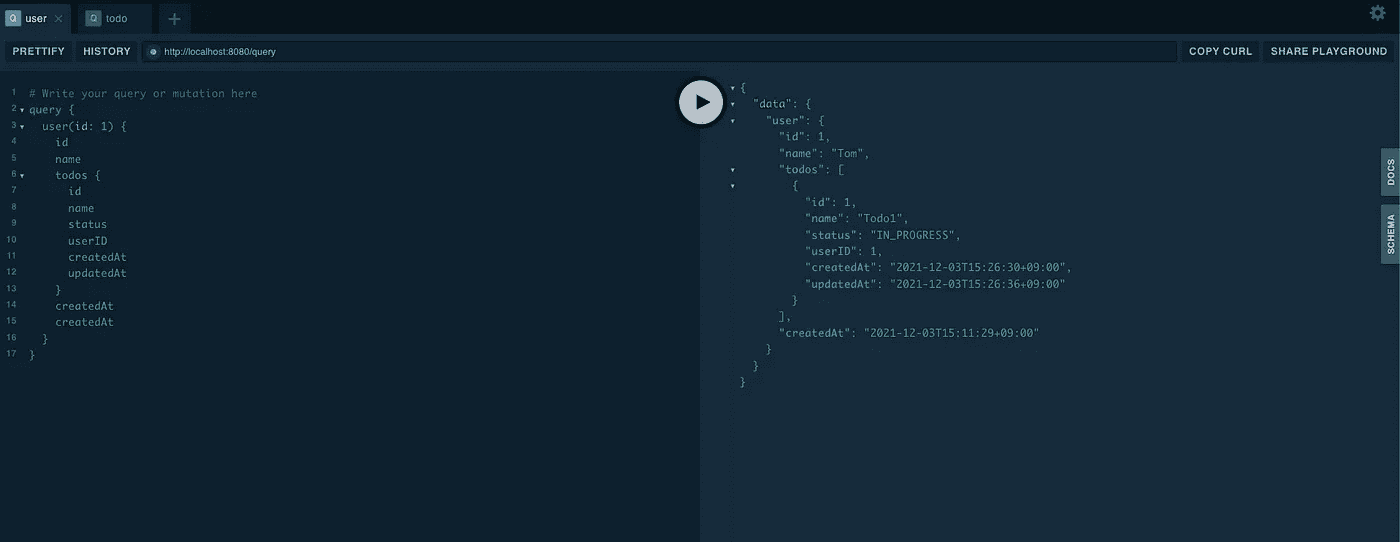 user
todo
PRETTIFY
HISTORY
http://localhost:8080/query
COPY CURL
SHARE PLAYGROUND
1 # Write your query or mutation here
2 query {
3 user(id: 1) {
4 id
5 name
6 todos {
7 id
8 name
9 status
10 userID
11 createdAt
12 updatedAt
13 }
14 createdAt
15 createdAt
16 }
17 }
{
"data": {
"user": {
"id": 1,
"name": "Tom",
"todos": [
{
"id": 1,
"name": "Todo1",
"status": "IN_PROGRESS",
"userID": 1,
"createdAt": "2021-12-03T15:26:30+09:00",
"updatedAt": "2021-12-03T15:26:36+09:00"
}
],
"createdAt": "2021-12-03T15:11:29+09:00"
}
}
}
DOCS
SCHEMA